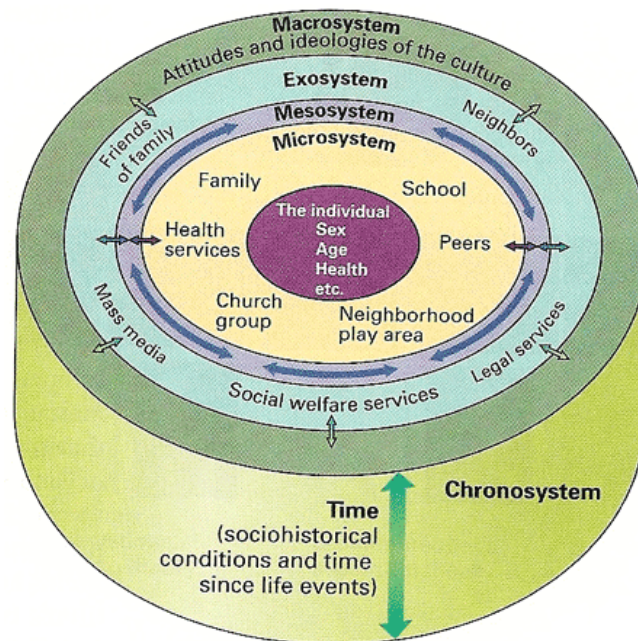 Macrosystem
Attitudes and ideologies of the culture
Exosystem
Mesosystem
Microsystem
Friends
of family
Neighbors
Family
School
The individual
Sex
Age
Health
etc.
Health
services
Peers
Church
group
Neighborhood
play area
Mass media
Legal services
Social welfare services
Chronosystem
Time
(sociohistorical
conditions and time
since life events)